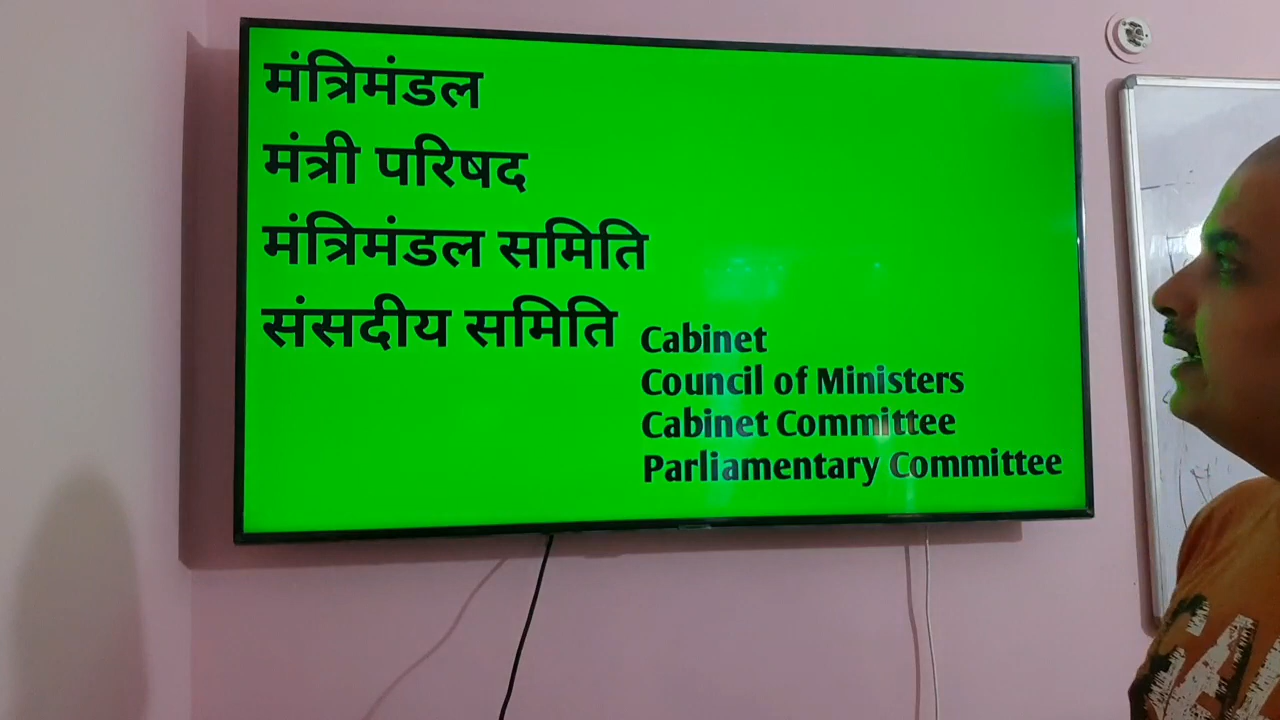 मंत्रिमंडल
मंत्री परिषद
मंत्रिमंडल समिति
संसदीय समिति
Cabinet
Council of Ministers
Cabinet Committee
Parliamentary Committee